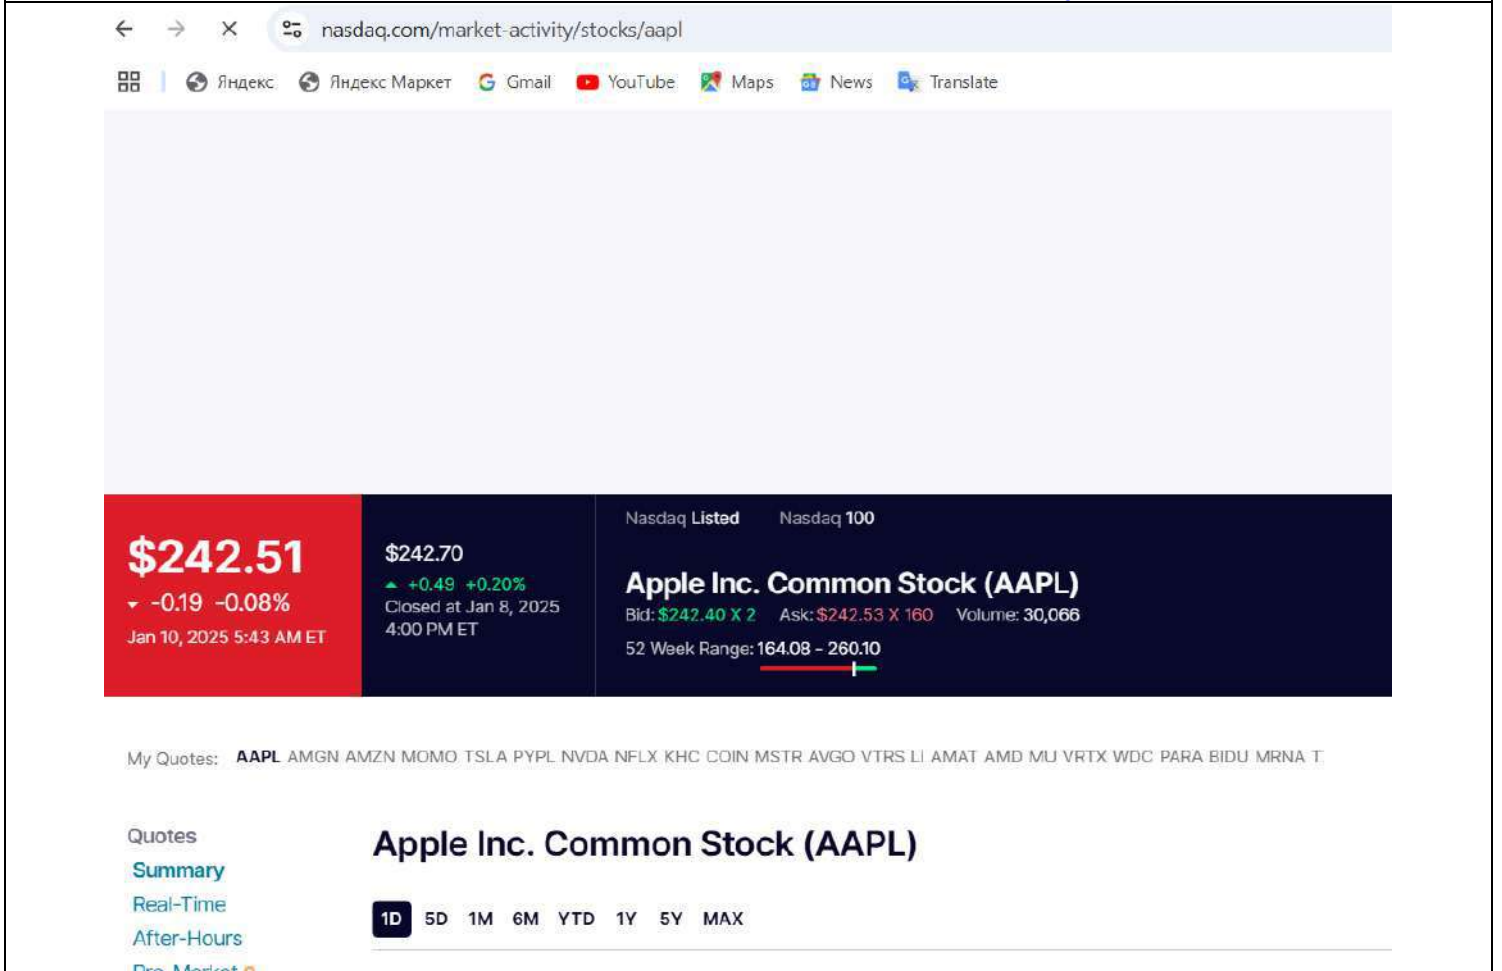 nasdaq.com/market-activity/stocks/aapl
Яндекс Яндекс Маркет Gmail YouTube Maps News Translate
$242.51
-0.19 -0.08%
Jan 10, 2025 5:43 AM ET
$242.70
+0.49 +0.20%
Closed at Jan 8, 2025
4:00 PM ET
Nasdaq Listed Nasdaq 100
Apple Inc. Common Stock (AAPL)
Bid: $242.40 X 2 Ask: $242.53 X 160 Volume: 30,066
52 Week Range: 164.08 – 260.10
My Quotes: AAPL AMGN AMZN MOMO TSLA PYPL NVDA NFLX KHC COIN MSTR AVGO VTRS LI AMAT AMD MU VRTX WDC PARA BIDU MRNA T
Quotes
Summary
Real-Time
After-Hours
Pre-Market
Apple Inc. Common Stock (AAPL)
1D 5D 1M 6M YTD 1Y 5Y MAX